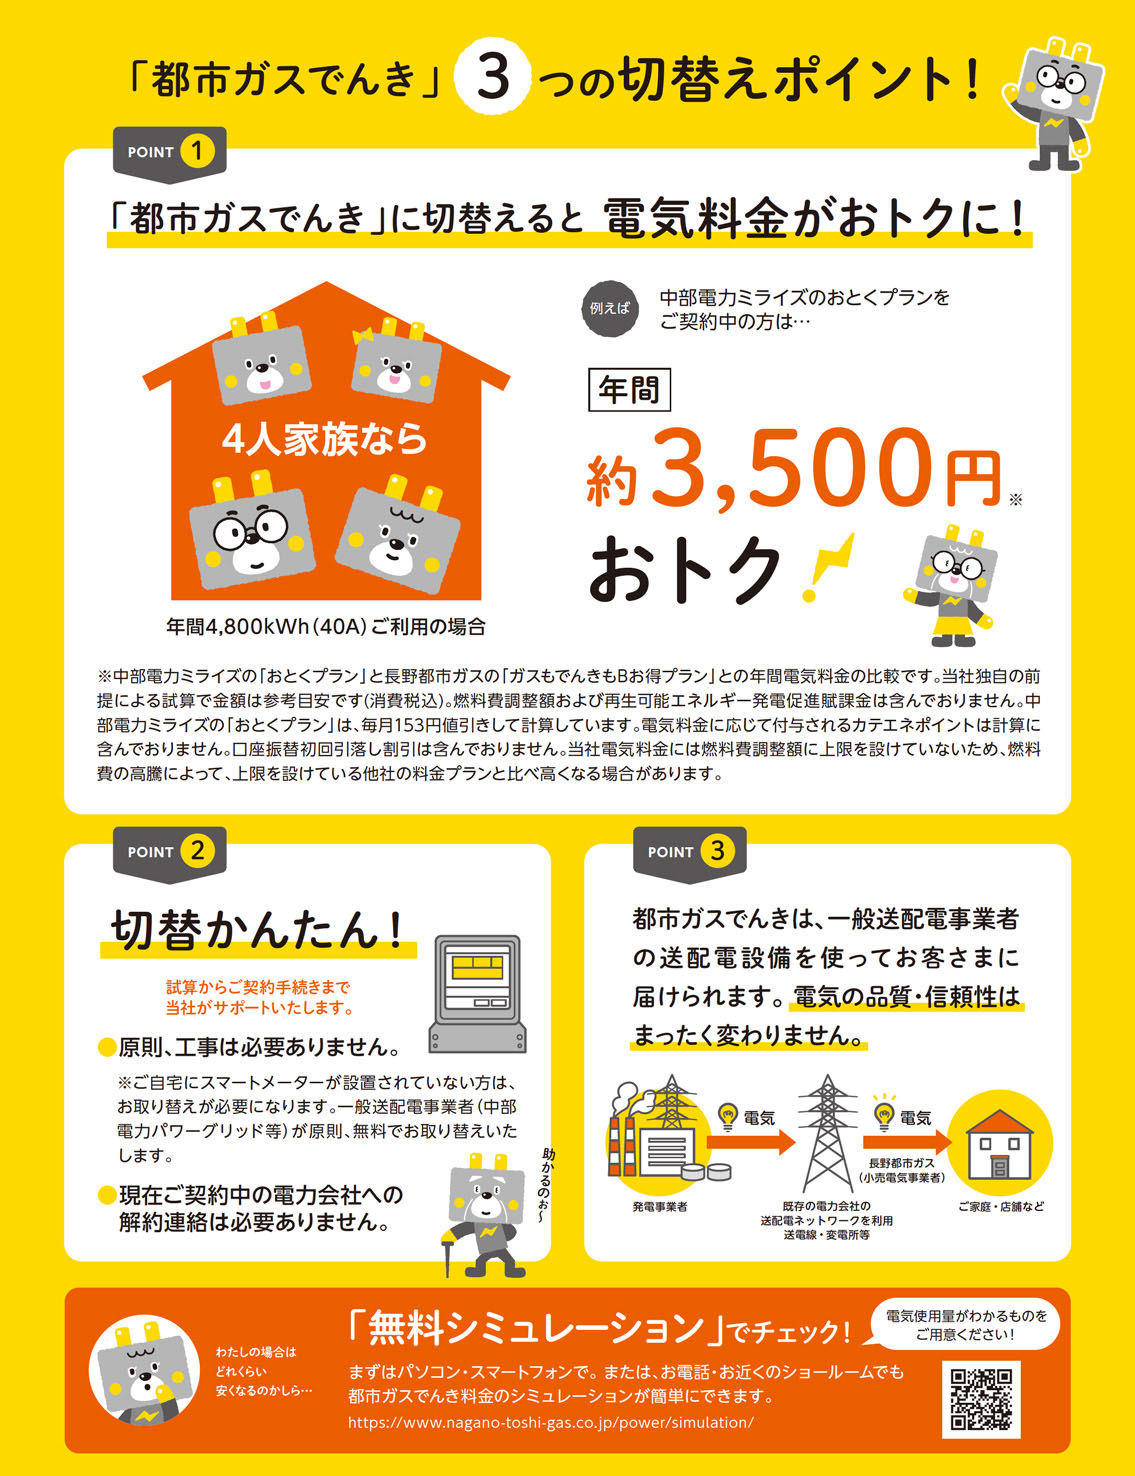 「都市ガスでんき」3つの切替えポイント！
POINT 1
「都市ガスでんき」に切替えると 電気料金がおトクに！
4人家族なら
年間4,800kWh（40A）ご利用の場合
例えば
中部電力ミライズのおとくプランを
ご契約中の方は…
年間
約3,500円※
おトク
※中部電力ミライズの「おとくプラン」と長野都市ガスの「ガスもでんきもBお得プラン」との年間電気料金の比較です。当社独自の前
提による試算で金額は参考目安です(消費税込)。燃料費調整額および再生可能エネルギー発電促進賦課金は含んでおりません。中
部電力ミライズの「おとくプラン」は、毎月153円値引きして計算しています。電気料金に応じて付与されるカテエネポイントは計算に
含んでおりません。口座振替初回引落し割引は含んでおりません。当社電気料金には燃料費調整額に上限を設けていないため、燃料
費の高騰によって、上限を設けている他社の料金プランと比べ高くなる場合があります。
POINT 2
切替かんたん！
試算からご契約手続きまで
当社がサポートいたします。
●原則、工事は必要ありません。
※ご自宅にスマートメーターが設置されていない方は、
お取り替えが必要になります。一般送配電事業者（中部
電力パワーグリッド等）が原則、無料でお取り替えいた
します。
●現在ご契約中の電力会社への
解約連絡は必要ありません。
助かるのぉ～
POINT 3
都市ガスでんきは、一般送配電事業者
の送配電設備を使ってお客さまに
届けられます。電気の品質・信頼性は
まったく変わりません。
電気
電気
長野都市ガス
（小売電気事業者）
発電事業者
既存の電力会社の
送配電ネットワークを利用
送電線・変電所等
ご家庭・店舗など
わたしの場合は
どれくらい
安くなるのかしら…
「無料シミュレーション」でチェック！
電気使用量がわかるものを
ご用意ください！
まずはパソコン・スマートフォンで。または、お電話・お近くのショールームでも
都市ガスでんき料金のシミュレーションが簡単にできます。
https://www.nagano-toshi-gas.co.jp/power/simulation/